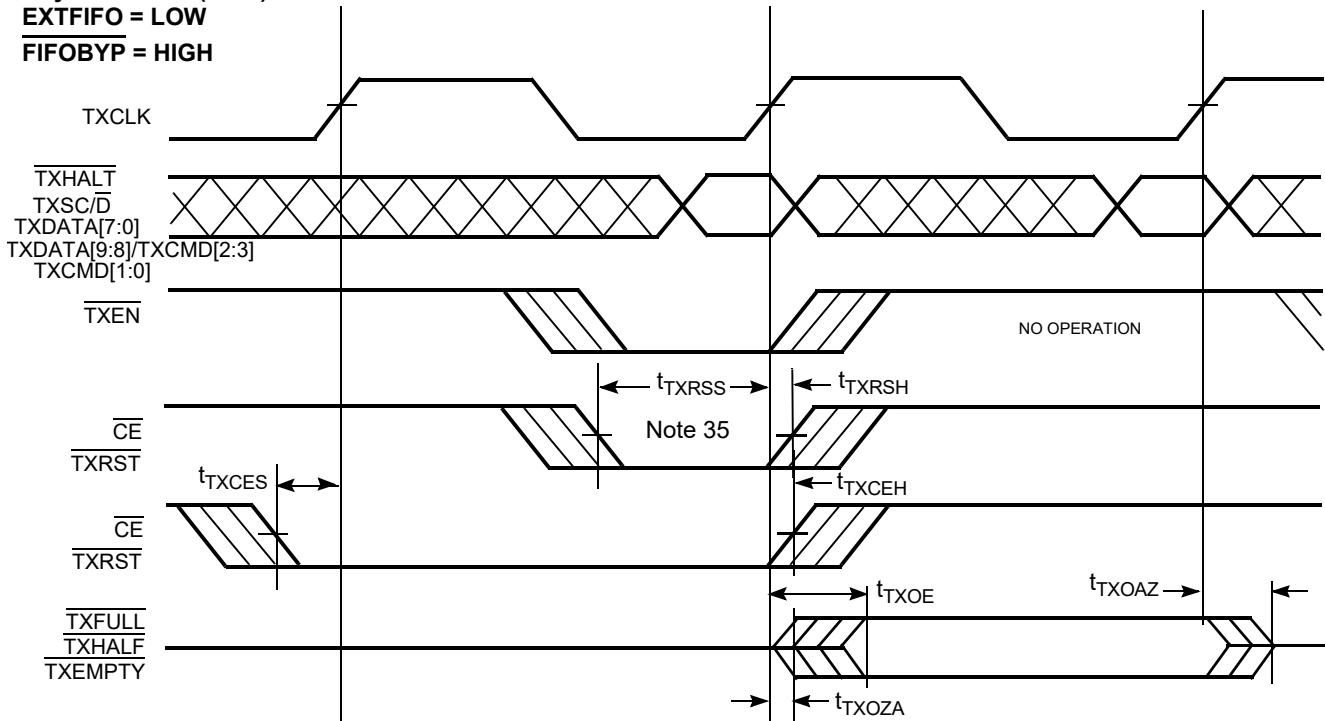 EXTFIFO = LOW
FIFOBYP = HIGH
TXCLK
TXHALT
TXSC/D
TXDATA[7:0]
TXDATA[9:8]/TXCMD[2:3]
TXCMD[1:0]
TXEN
NO OPERATION
tTXRSS
tTXRSH
CE
TXRST
Note 35
tTXCES
tTXCEH
CE
TXRST
tTXOE
tTXOAZ
TXFULL
TXHALF
TXEMPTY
tTXOZA